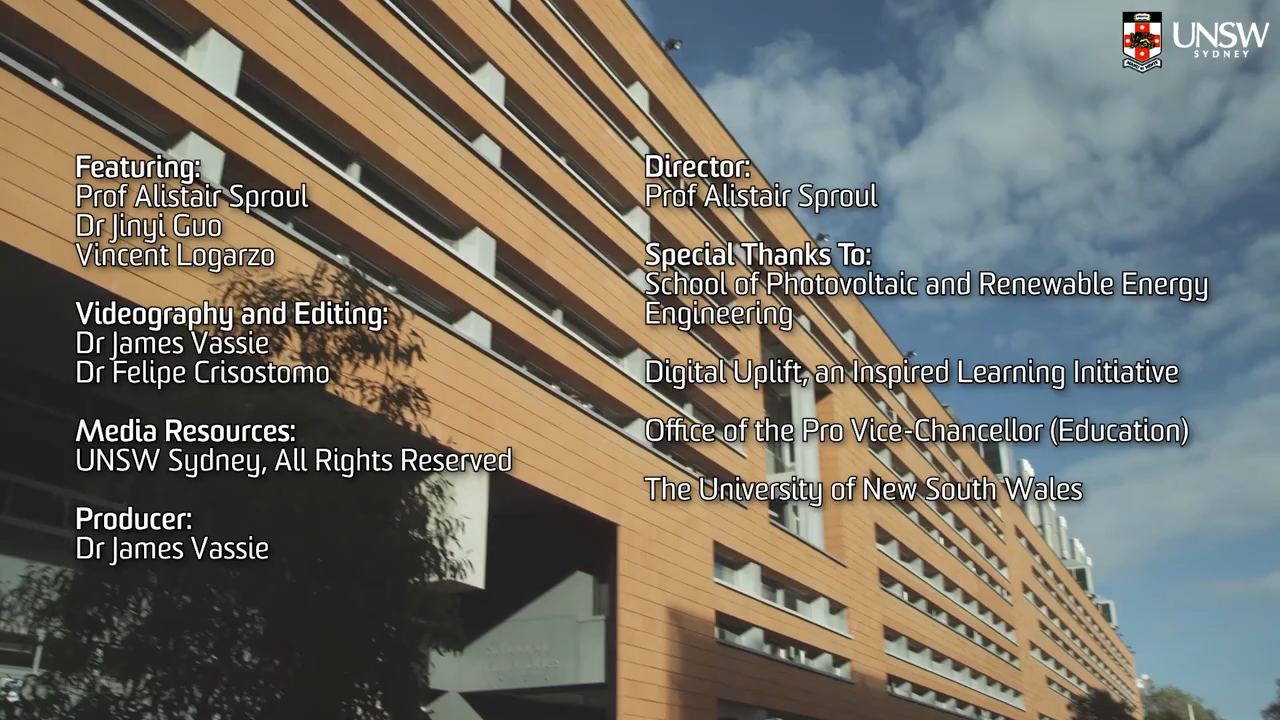 UNSW
SYDNEY
Featuring:
Prof Alistair Sproul
Dr Jinyi Guo
Vincent Logarzo
Videography and Editing:
Dr James Vassie
Dr Felipe Crisostomo
Media Resources:
UNSW Sydney, All Rights Reserved
Producer:
Dr James Vassie
Director:
Prof Alistair Sproul
Special Thanks To:
School of Photovoltaic and Renewable Energy
Engineering
Digital Uplift, an Inspired Learning Initiative
Office of the Pro Vice-Chancellor (Education)
The University of New South Wales